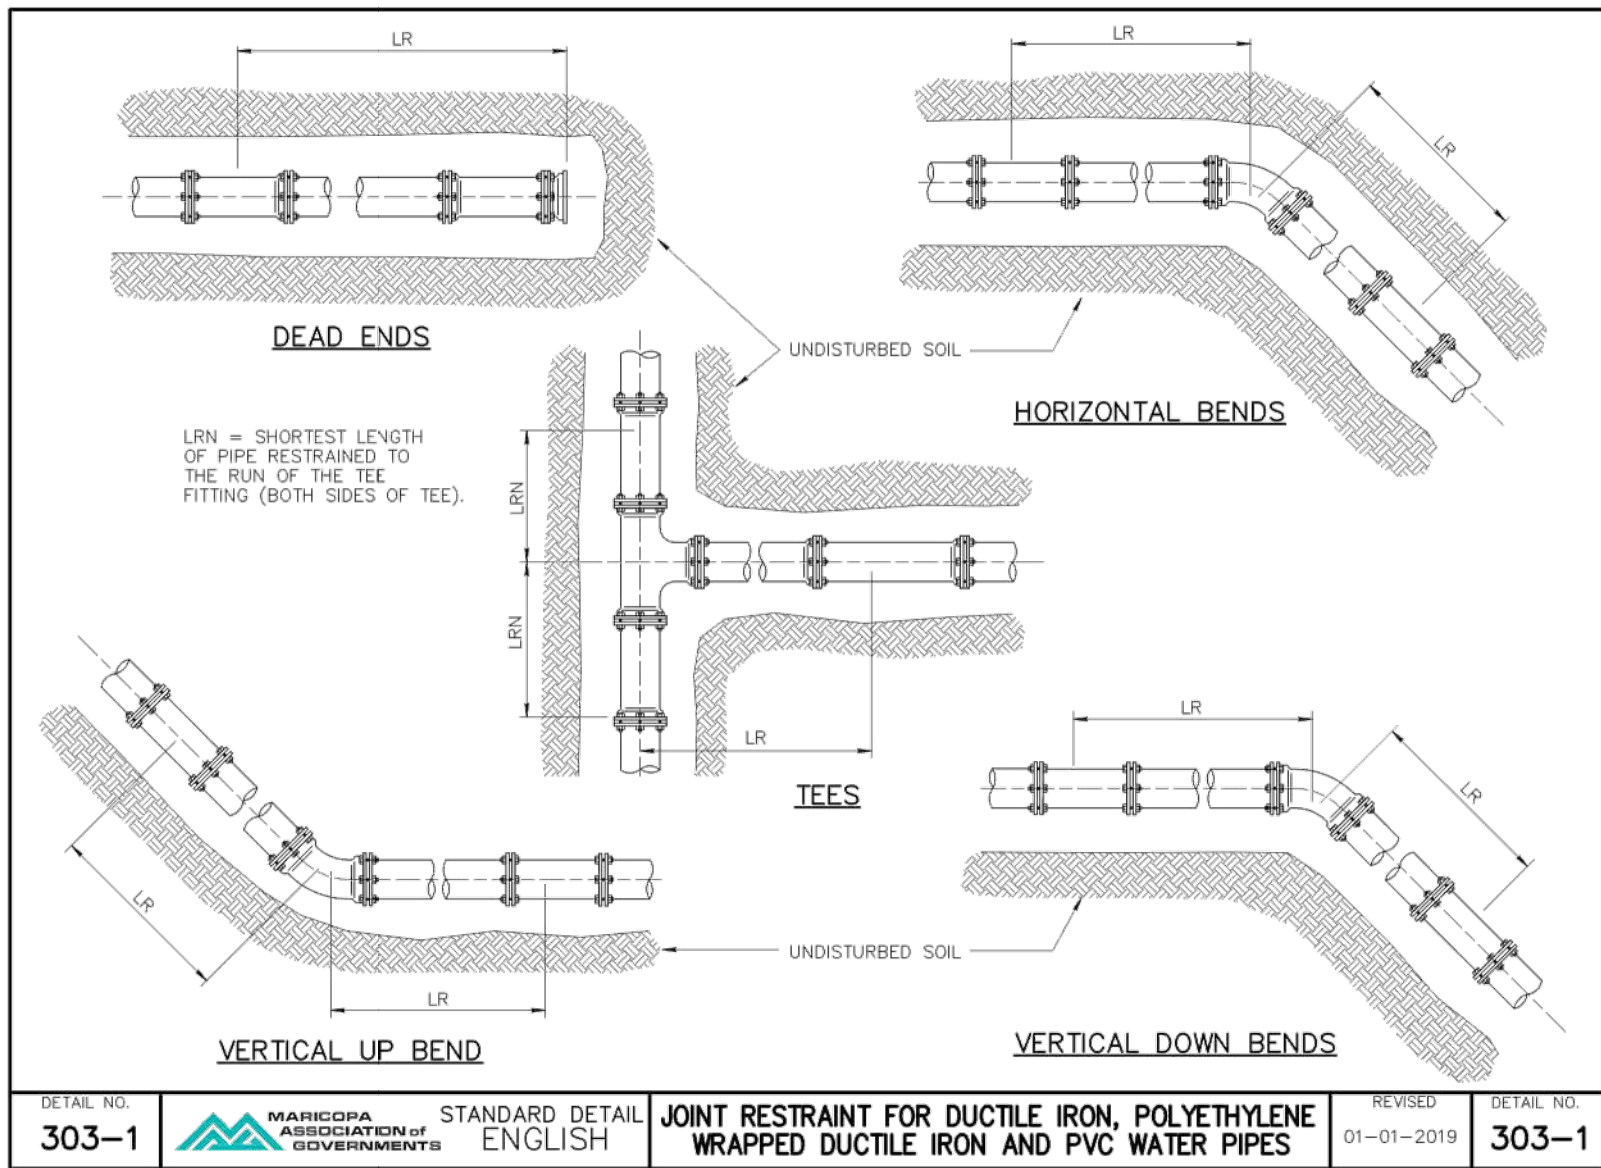 LR
LR
LR
DEAD ENDS
UNDISTURBED SOIL
HORIZONTAL BENDS
LRN = SHORTEST LENGTH
OF PIPE RESTRAINED TO
THE RUN OF THE TEE
FITTING (BOTH SIDES OF TEE).
LRN
LRN
LR
TEES
LR
LR
LR
LR
UNDISTURBED SOIL
VERTICAL UP BEND
VERTICAL DOWN BENDS
DETAIL NO.
303-1
MARICOPA
ASSOCIATION of
GOVERNMENTS
STANDARD DETAIL
ENGLISH
JOINT RESTRAINT FOR DUCTILE IRON, POLYETHYLENE
WRAPPED DUCTILE IRON AND PVC WATER PIPES
REVISED
01-01-2019
DETAIL NO.
303-1